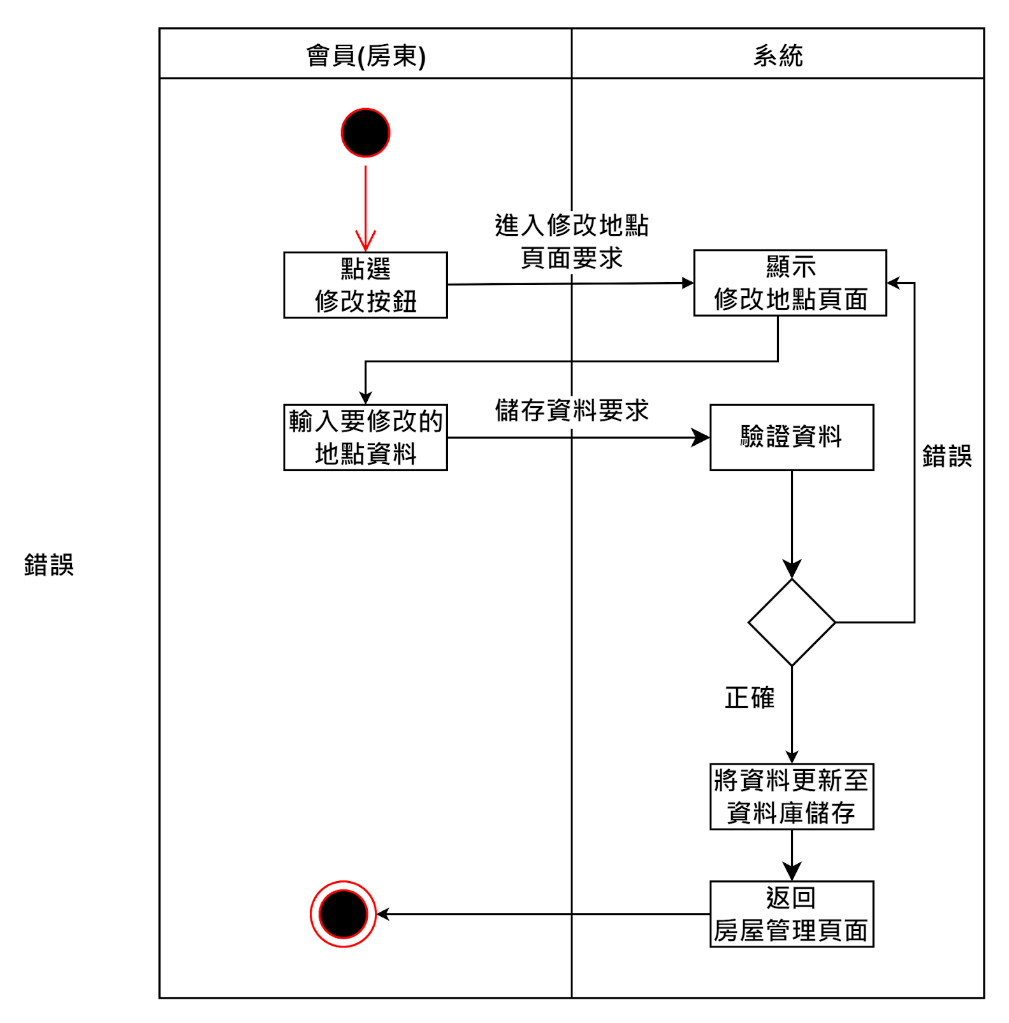 會員(房東)
系統
進入修改地點
頁面要求
點選
修改按鈕
顯示
修改地點頁面
儲存資料要求
輸入要修改的
地點資料
驗證資料
錯誤
錯誤
正確
將資料更新至
資料庫儲存
返回
房屋管理頁面